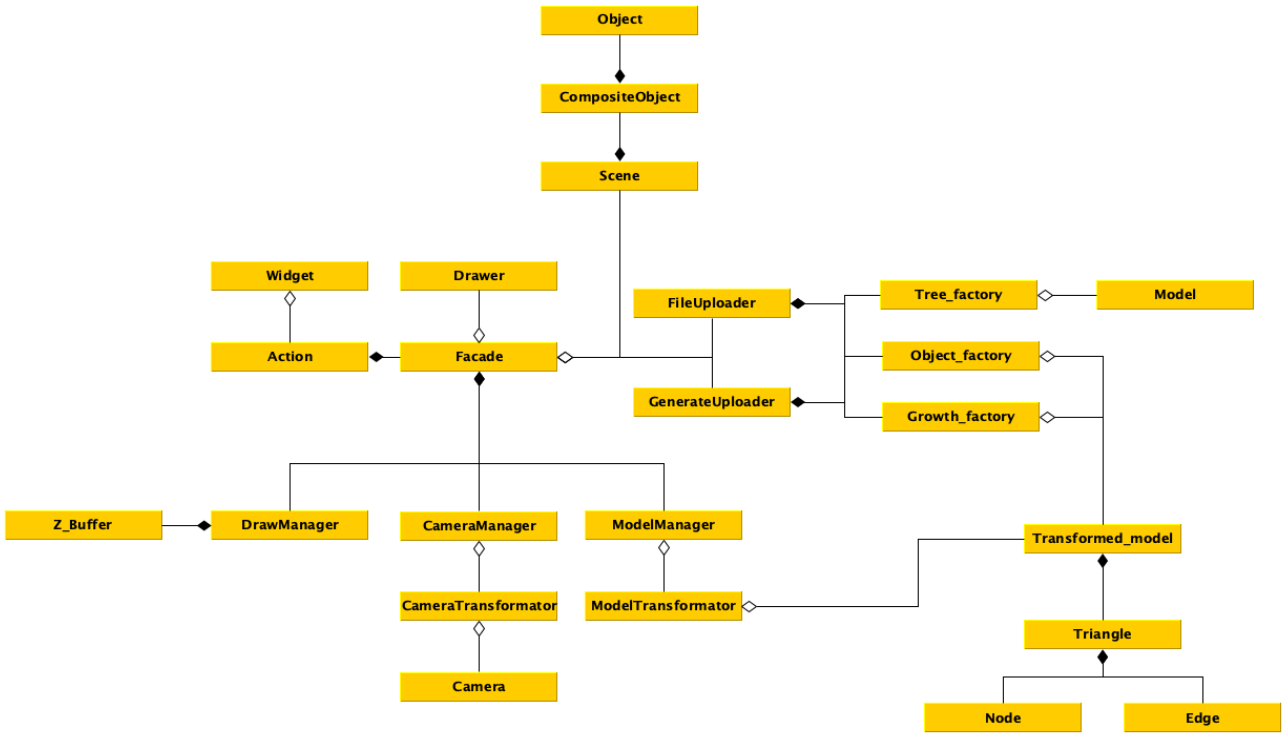 Object
CompositeObject
Scene
Widget
Drawer
FileUploader
Tree_factory
Model
Action
Facade
Object_factory
GenerateUploader
Growth_factory
Z_Buffer
DrawManager
CameraManager
ModelManager
Transformed_model
CameraTransformator
ModelTransformator
Triangle
Camera
Node
Edge